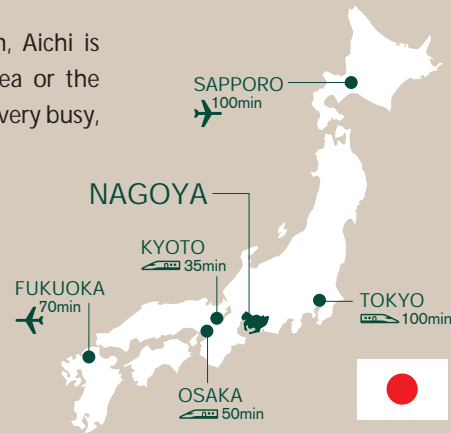 n, Aichi is
ea or the
very busy,
SAPPORO
100min
NAGOYA
KYOTO
35min
FUKUOKA
70min
TOKYO
100min
OSAKA
50min